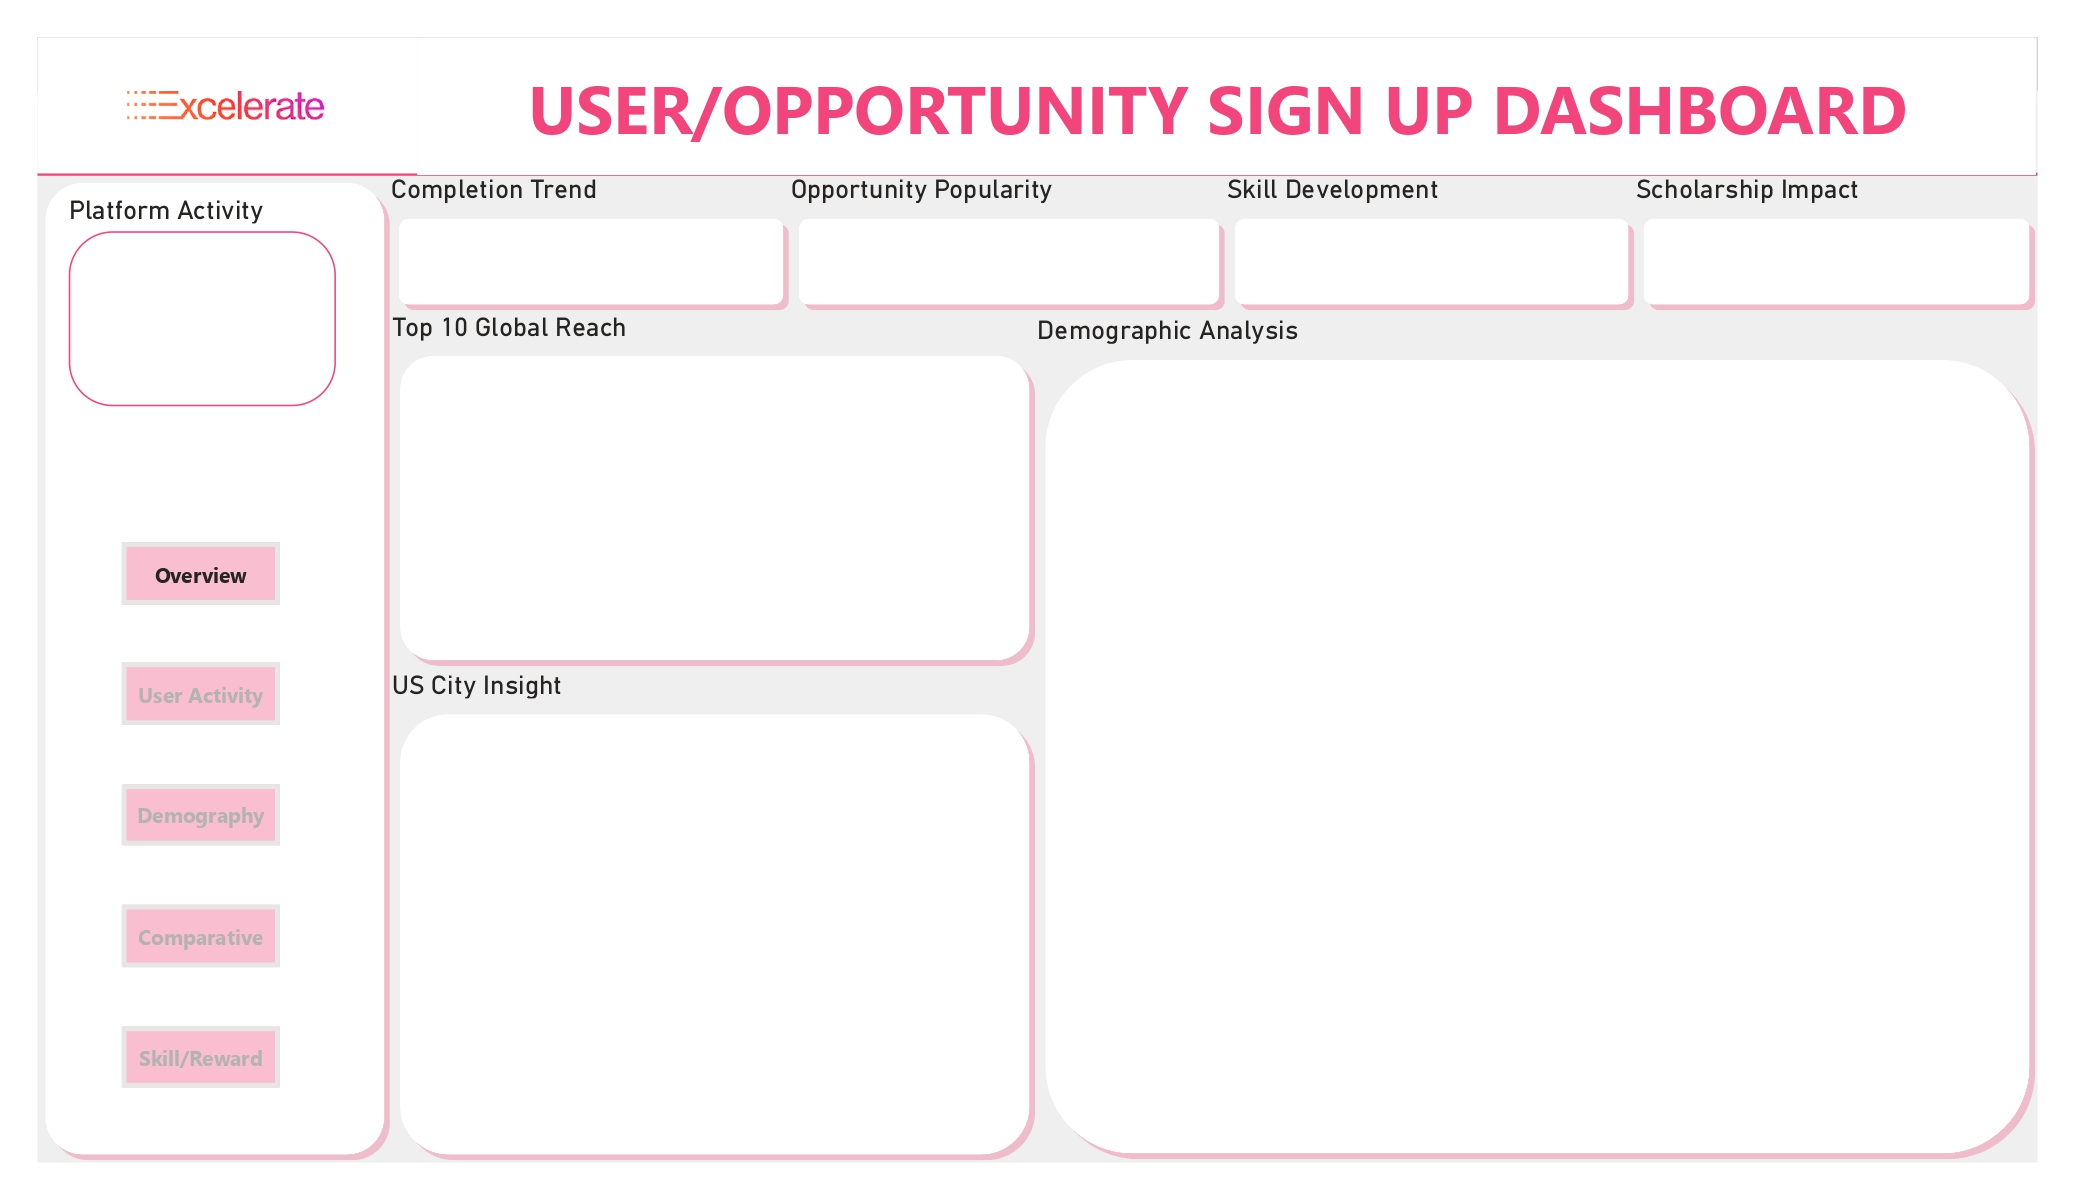 Excelerate
USER/OPPORTUNITY SIGN UP DASHBOARD
Platform Activity
Completion Trend
Opportunity Popularity
Skill Development
Scholarship Impact
Top 10 Global Reach
Demographic Analysis
US City Insight
Overview
User Activity
Demography
Comparative
Skill/Reward